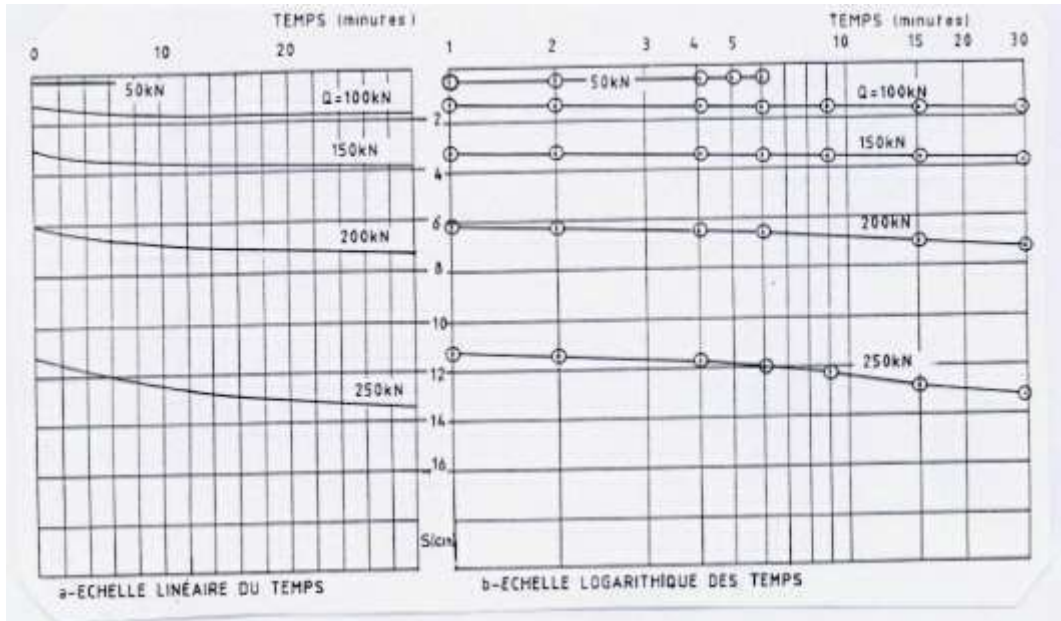 TEMPS (minutes)
0 10 20
50kN
Q=100kN
150kN
200kN
250kN
TEMPS (minutes)
1 2 3 4 5 10 15 20 30
2
4
6
8
10
12
14
16
S/cm
50kN
Q=100kN
150kN
200kN
250kN
a-ECHELLE LINÉAIRE DU TEMPS
b-ECHELLE LOGARITHIQUE DES TEMPS